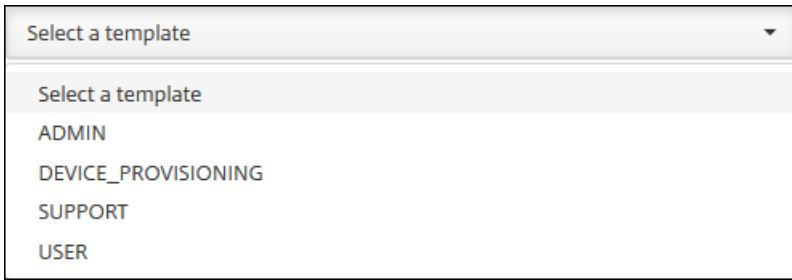 Select a template
Select a template
ADMIN
DEVICE_PROVISIONING
SUPPORT
USER